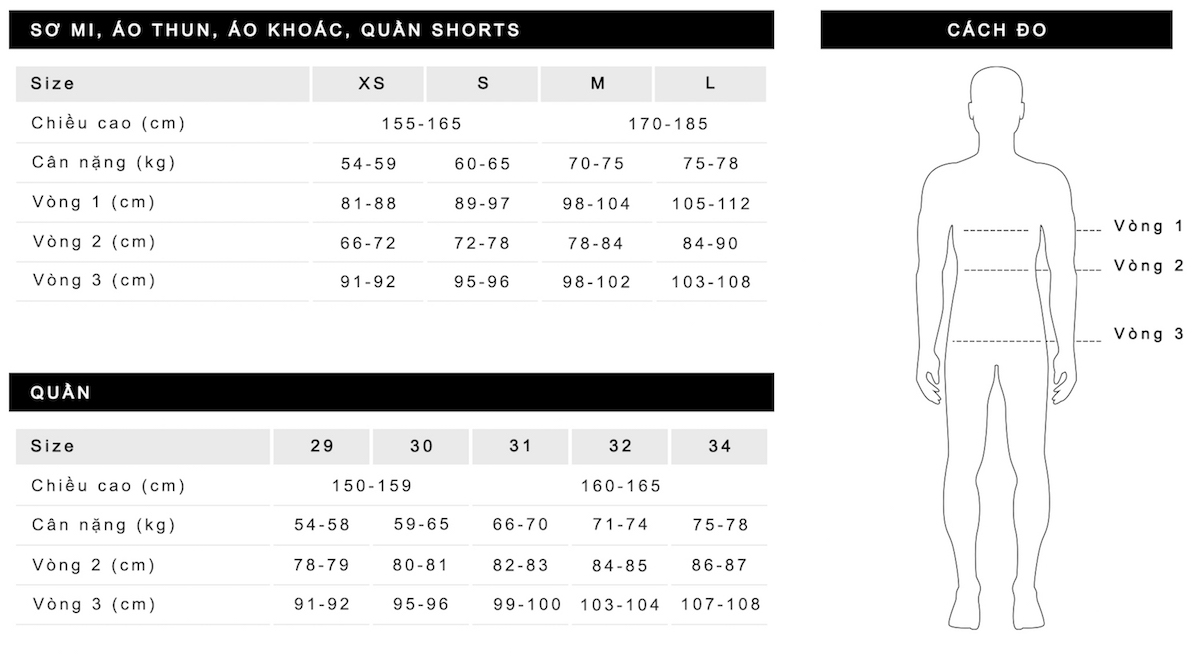 SƠ MI, ÁO THUN, ÁO KHOÁC, QUẦN SHORTS
Size XS S M L
Chiều cao (cm) 155-165 170-185
Cân nặng (kg) 54-59 60-65 70-75 75-78
Vòng 1 (cm) 81-88 89-97 98-104 105-112
Vòng 2 (cm) 66-72 72-78 78-84 84-90
Vòng 3 (cm) 91-92 95-96 98-102 103-108
QUẦN
Size 29 30 31 32 34
Chiều cao (cm) 150-159 160-165
Cân nặng (kg) 54-58 59-65 66-70 71-74 75-78
Vòng 2 (cm) 78-79 80-81 82-83 84-85 86-87
Vòng 3 (cm) 91-92 95-96 99-100 103-104 107-108
CÁCH ĐO
Vòng 1
Vòng 2
Vòng 3